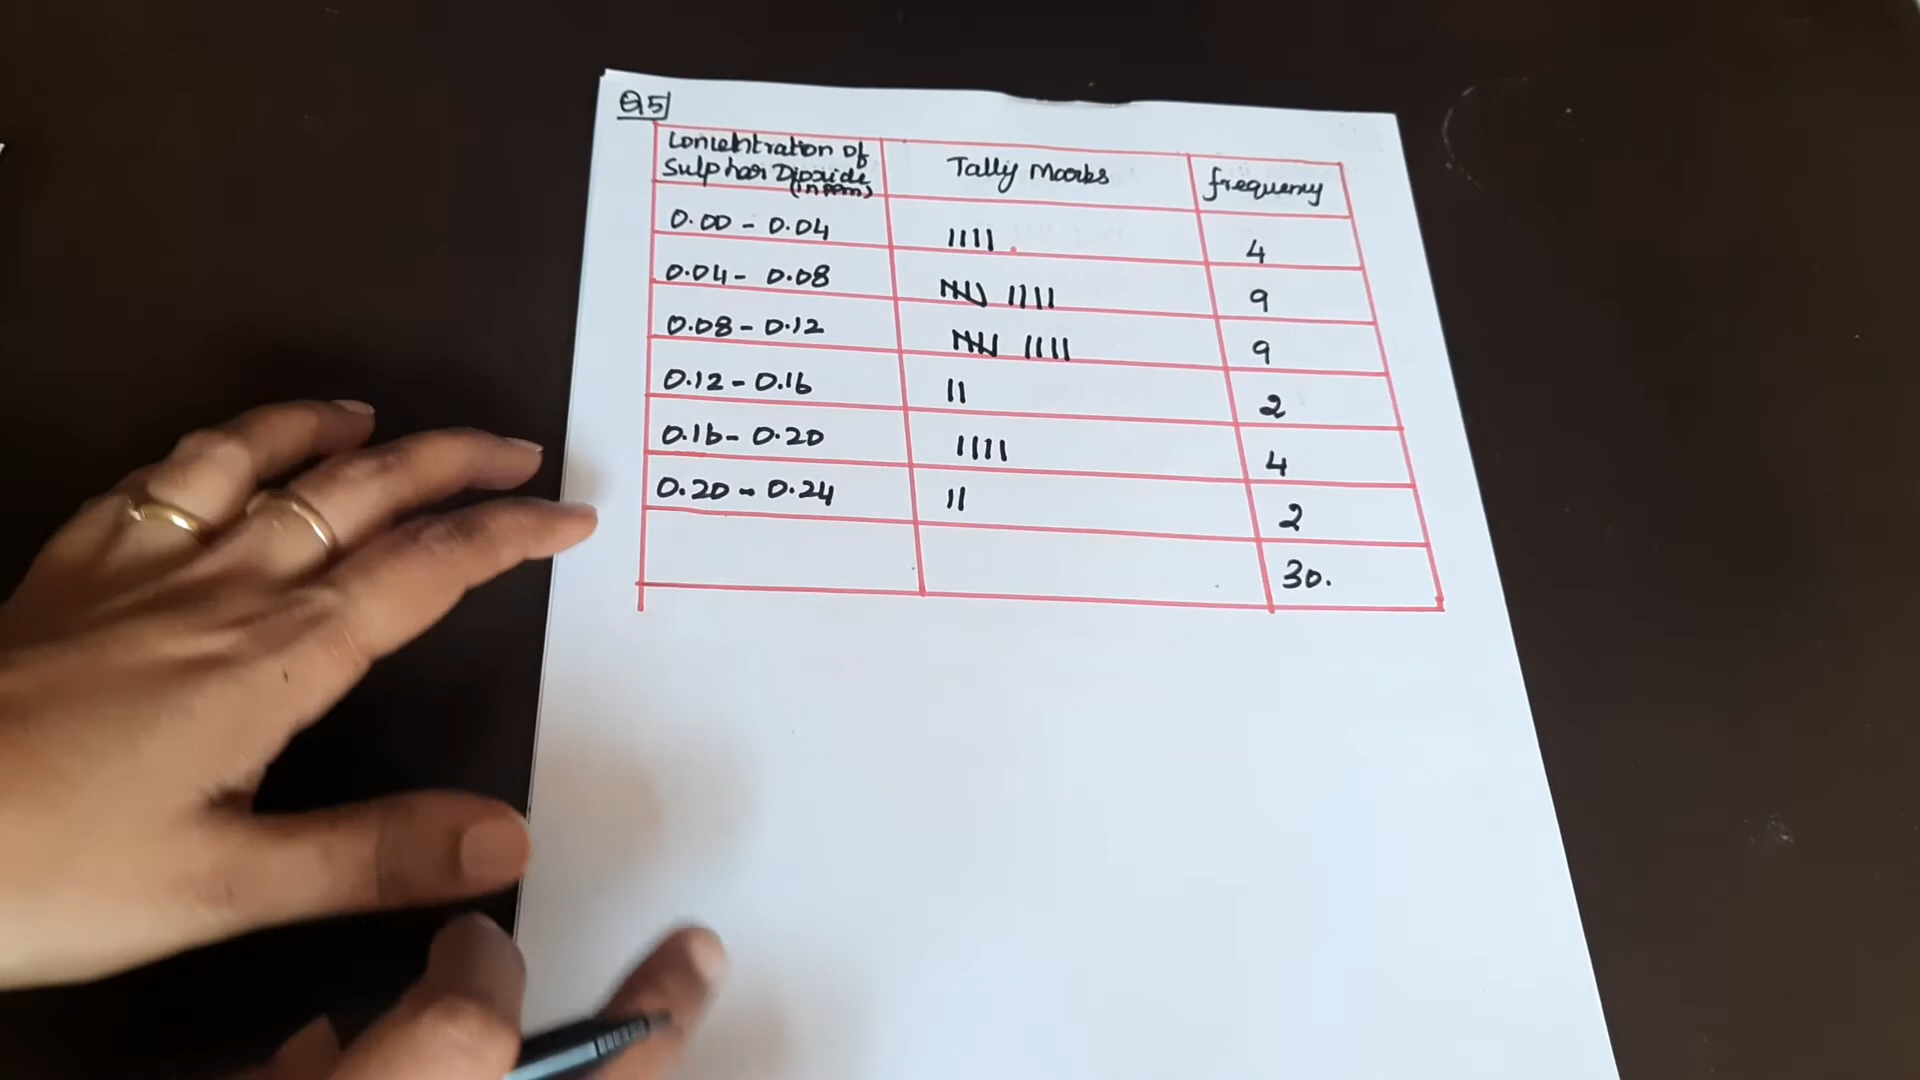 Q5
Concentration of Sulphar Dioxide (in ppm) Tally Marks frequency
0.00 - 0.04 |||| 4
0.04 - 0.08 N||| |||| 9
0.08 - 0.12 N||| |||| 9
0.12 - 0.16 || 2
0.16 - 0.20 |||| 4
0.20 - 0.24 || 2
30.